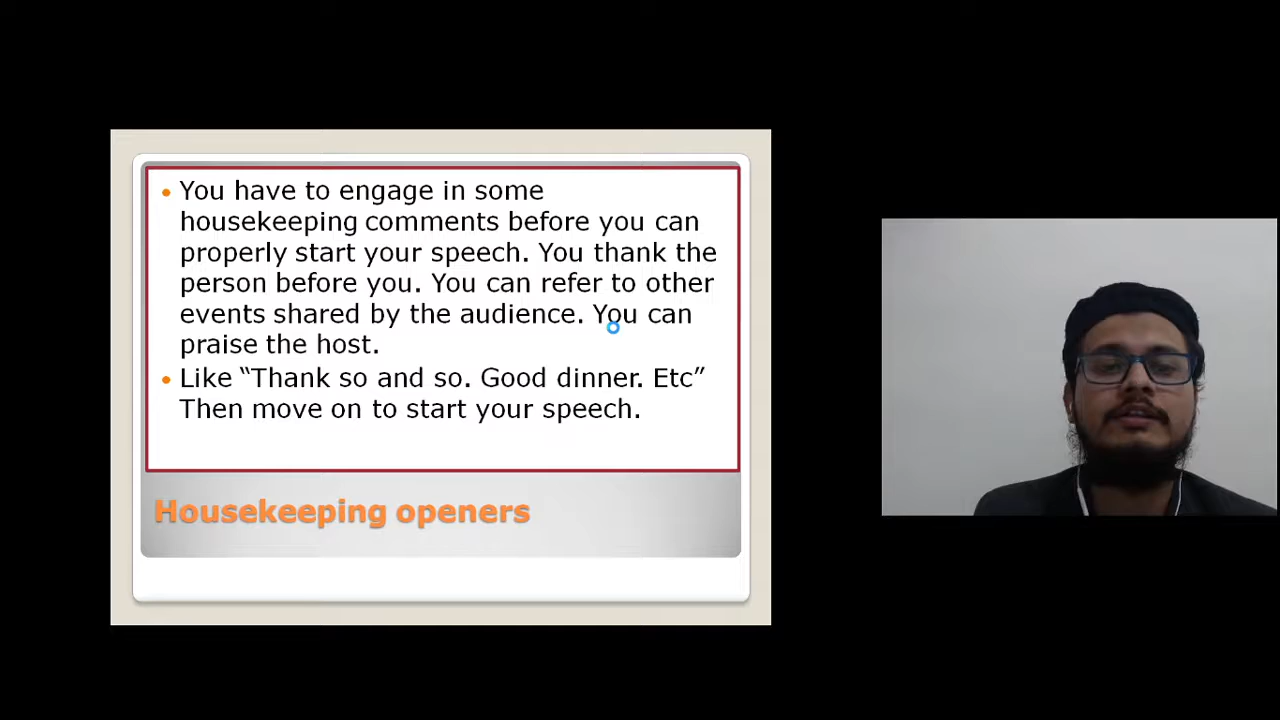 You have to engage in some
housekeeping comments before you can
properly start your speech. You thank the
person before you. You can refer to other
events shared by the audience. You can
praise the host.
Like “Thank so and so. Good dinner. Etc”
Then move on to start your speech.
Housekeeping openers